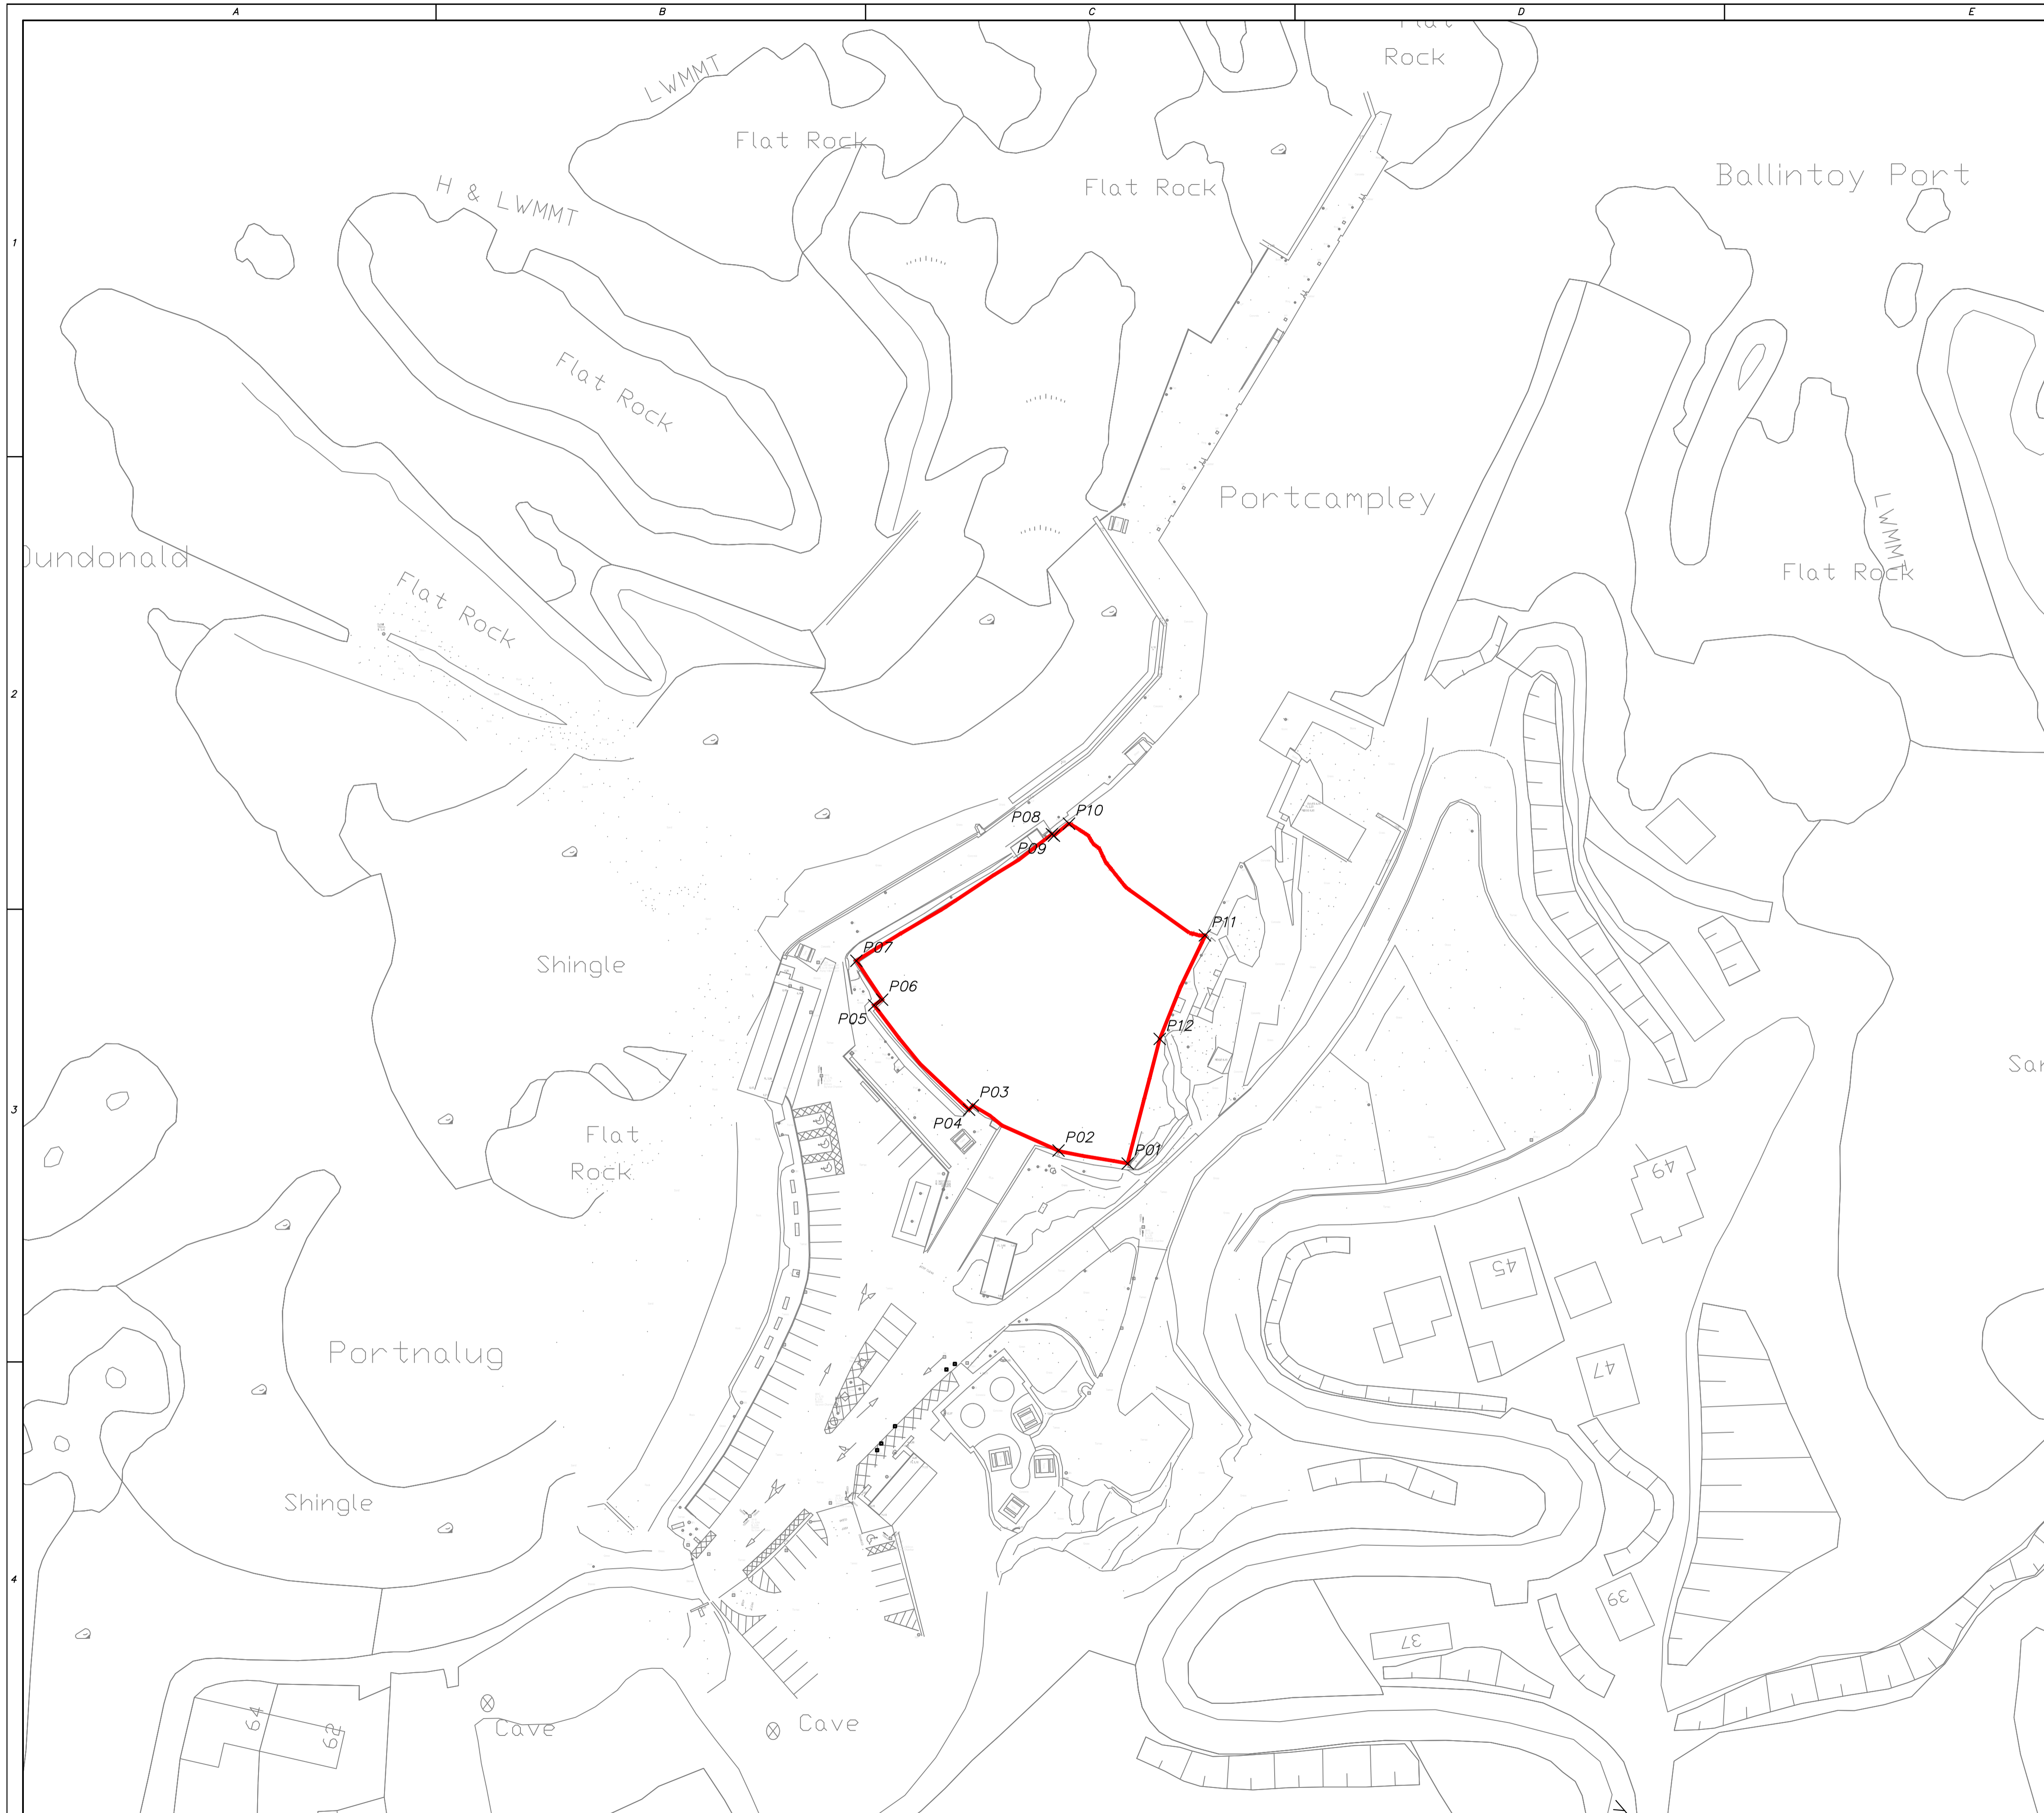 A
B
C
D
E
Flat
Rock
LWMMT
Flat Rock
Flat Rock
Ballintoy Port
H & LWMMT
1
Flat Rock
Portcampley
LWMMT
Flat Rock
Dundonald
Flat Rock
2
P10
P08
P09
P11
P07
Shingle
P06
P05
P12
3
P03
P04
Flat
Rock
P02
P01
49
45
47
Portnalug
Shingle
4
39
37
64
62
Cave
Cave